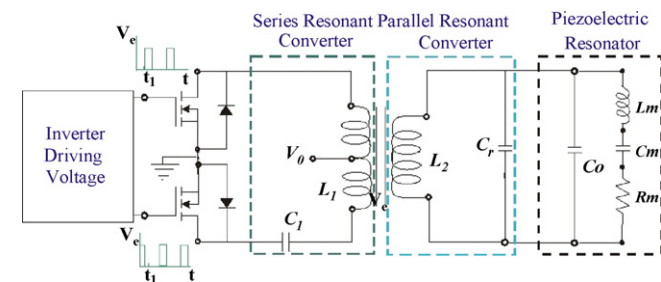 Series Resonant Parallel Resonant Piezoelectric
Converter Converter Resonator
Ve
t1 t
Inverter
Driving
Voltage
V0
L1
C1
Ve
L2
Cr
Co
Lm
Cm
Rm
Ve
t1 t